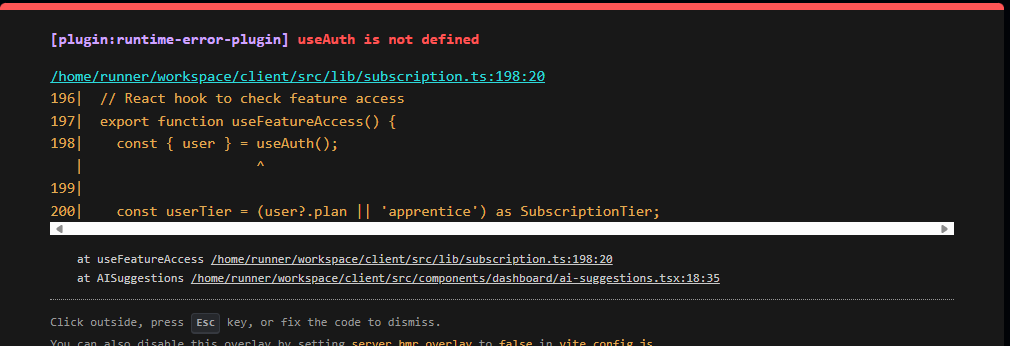 [plugin:runtime-error-plugin] useAuth is not defined
/home/runner/workspace/client/src/lib/subscription.ts:198:20
196|  // React hook to check feature access
197|  export function useFeatureAccess() {
198|    const { user } = useAuth();
   |                     ^
199|
200|    const userTier = (user?.plan || 'apprentice') as SubscriptionTier;
at useFeatureAccess /home/runner/workspace/client/src/lib/subscription.ts:198:20
at AISuggestions /home/runner/workspace/client/src/components/dashboard/ai-suggestions.tsx:18:35
Click outside, press Esc key, or fix the code to dismiss.
You can also disable this overlay by setting server.hmr.overlay to false in vite.config.js